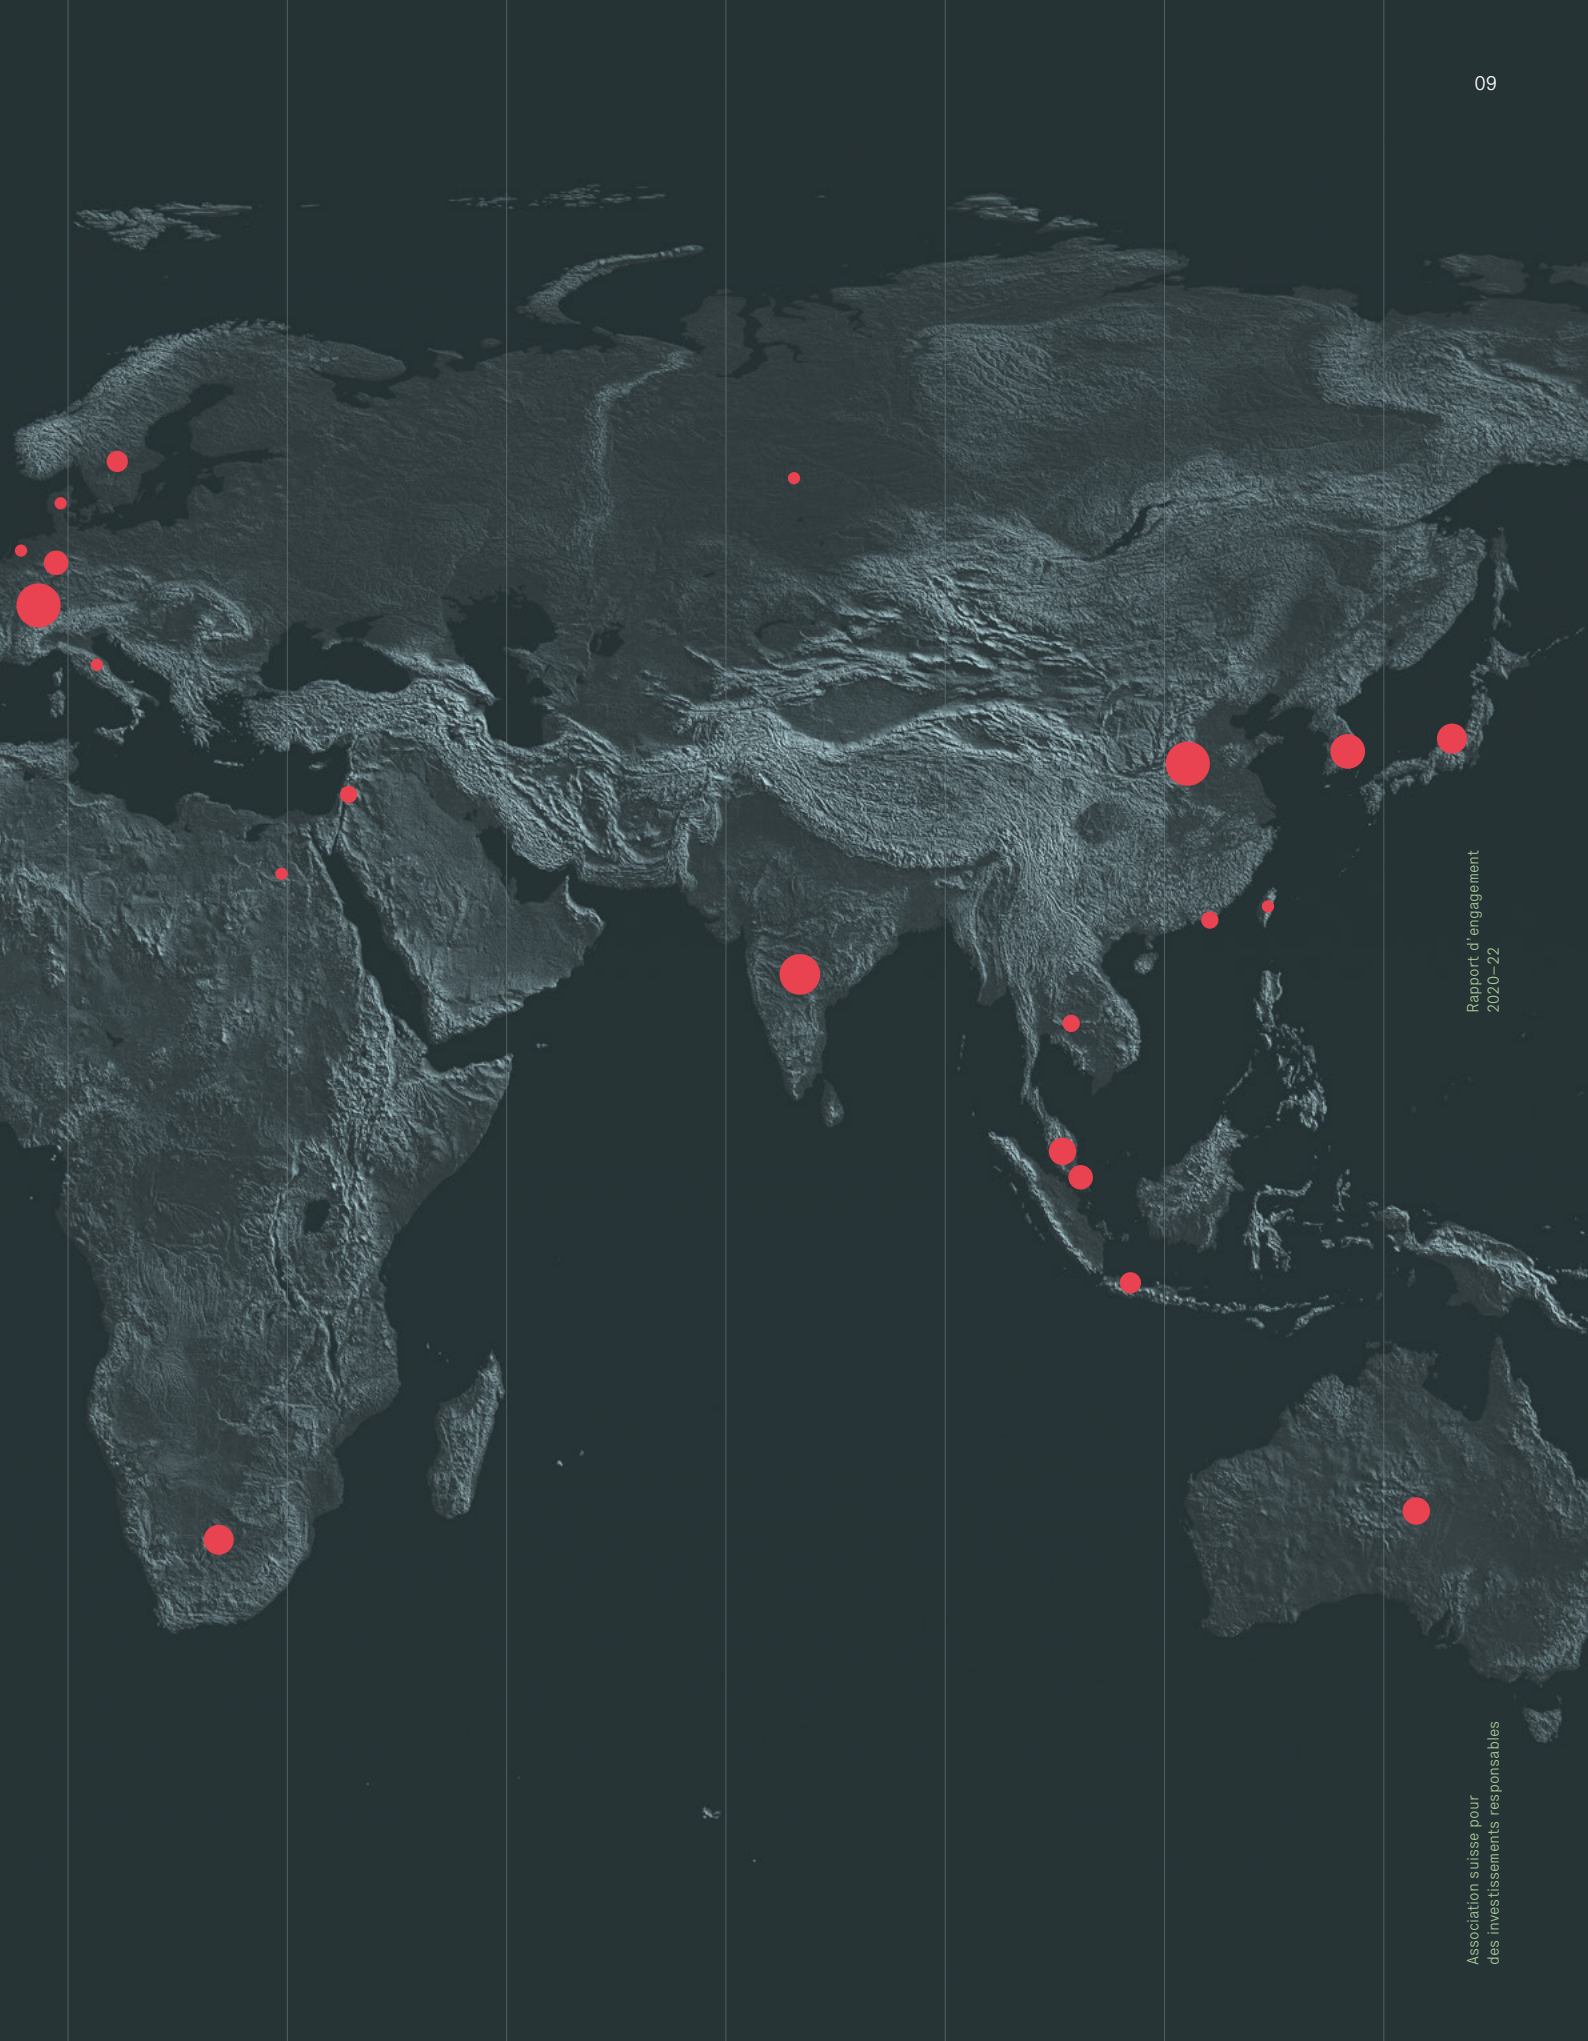 09
Rapport d'engagement
2020–22
Association suisse pour
des investissements responsables